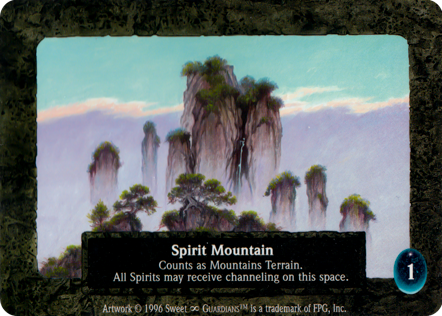 Spirit Mountain
Counts as Mountains Terrain.
All Spirits may receive channeling on this space.
1
Artwork © 1996 Sweet ∞ GUARDIANS™ is a trademark of FPG, Inc.